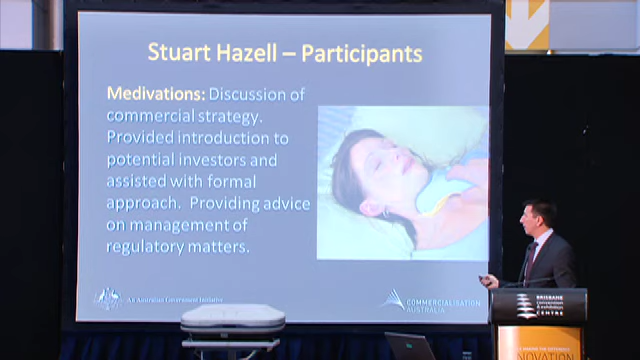 Stuart Hazell – Participants
Medivations: Discussion of
commercial strategy.
Provided introduction to
potential investors and
assisted with formal
approach. Providing advice
on management of
regulatory matters.
An Australian Government Initiative
COMMERCIALISATION
AUSTRALIA
BRISBANE
CONVENTION
& EXHIBITION
CENTRE